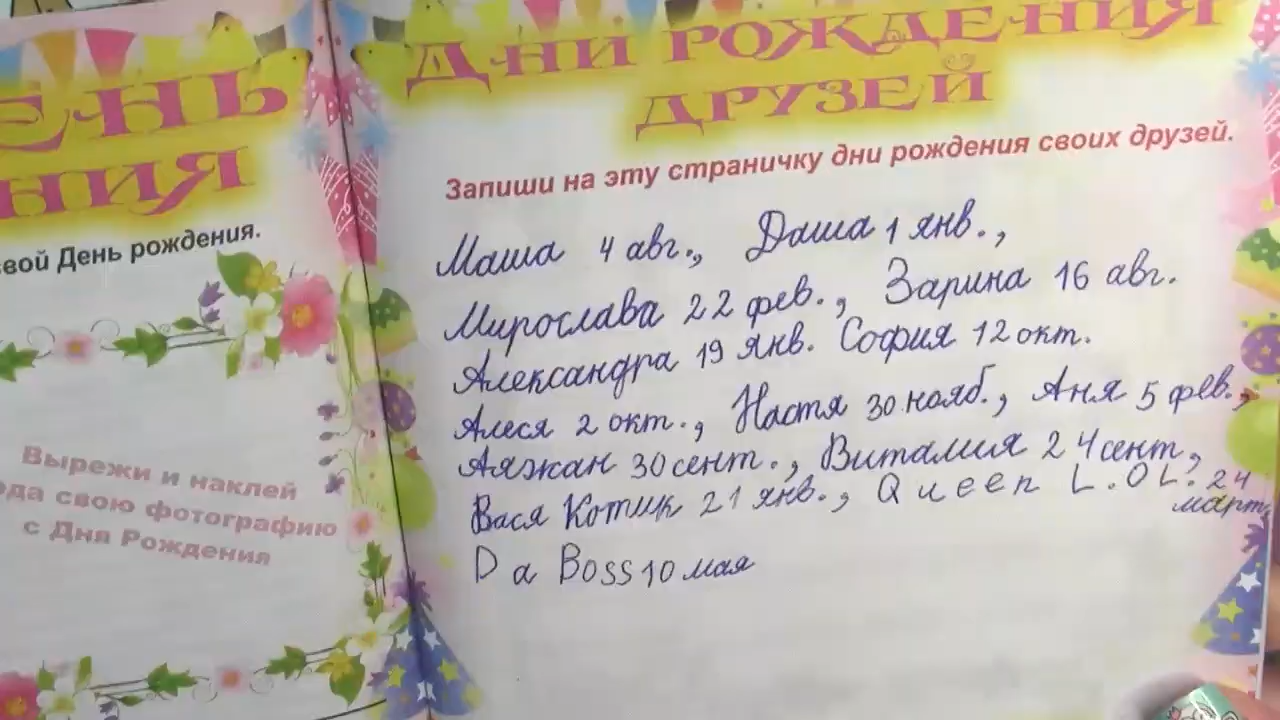 ЕНЬ
НИЯ
вой День рождения.
Вырежи и наклей
да свою фотографию
с Дня Рождения
ДНИ РОЖДЕНИЯ
ДРУЗЕЙ
Запиши на эту страничку дни рождения своих друзей.
Маша 4 авг., Даша 1 янв.,
Мирослава 22 фев., Зарина 16 авг.
Александра 19 янв. София 12 окт.
Алеся 2 окт., Настя 30 нояб., Аня 5 фев.,
Аяжан 30 сент., Виталия 24 сент,
Вася Котик 21 янв., Queen L.OL. 24
март,
Da Boss 10 мая